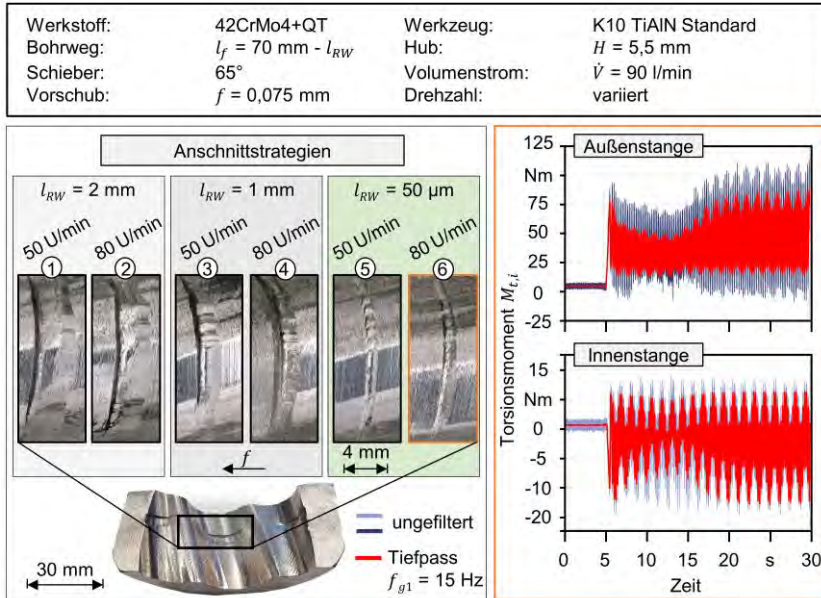 Werkstoff: 42CrMo4+QT Werkzeug: K10 TiAlN Standard
Bohrweg: l_f = 70 mm - l_RW Hub: H = 5,5 mm
Schieber: 65° Volumenstrom: V̇ = 90 l/min
Vorschub: f = 0,075 mm Drehzahl: variiert
Anschnittstrategien
l_RW = 2 mm l_RW = 1 mm l_RW = 50 µm
50 U/min 80 U/min 50 U/min 80 U/min 50 U/min 80 U/min
1 2 3 4 5 6
f
4 mm
30 mm
ungefiltert
Tiefpass
f_g1 = 15 Hz
Außenstange
125
Nm
75
50
25
0
-25
Torsionsmoment M_t,i
Innenstange
15
Nm
5
0
-5
-10
-20
0 5 10 15 20 s 30
Zeit